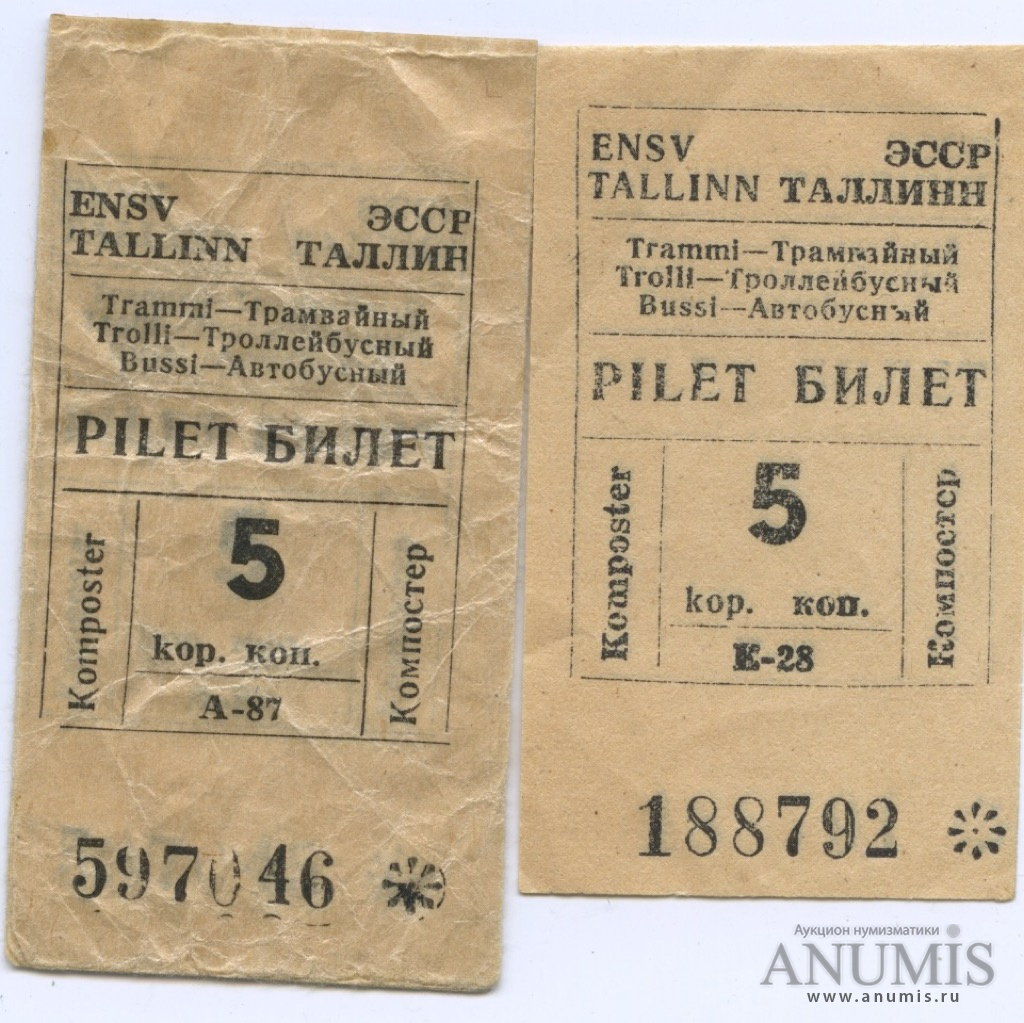 ENSV ЭССР
TALLINN ТАЛЛИН
Trammi—Трамвайный
Trolli—Троллейбусный
Bussi—Автобусный
PILET БИЛЕТ
Komposter
5
kop. коп.
A-87
Компостер
597046
ENSV ЭССР
TALLINN ТАЛЛИНН
Trammi—Трамвайный
Trolli—Троллейбусный
Bussi—Автобусный
PILET БИЛЕТ
Komposter
5
kop. коп.
К-28
Компостер
188792
Аукцион нумизматики
ANUMIS
www.anumis.ru